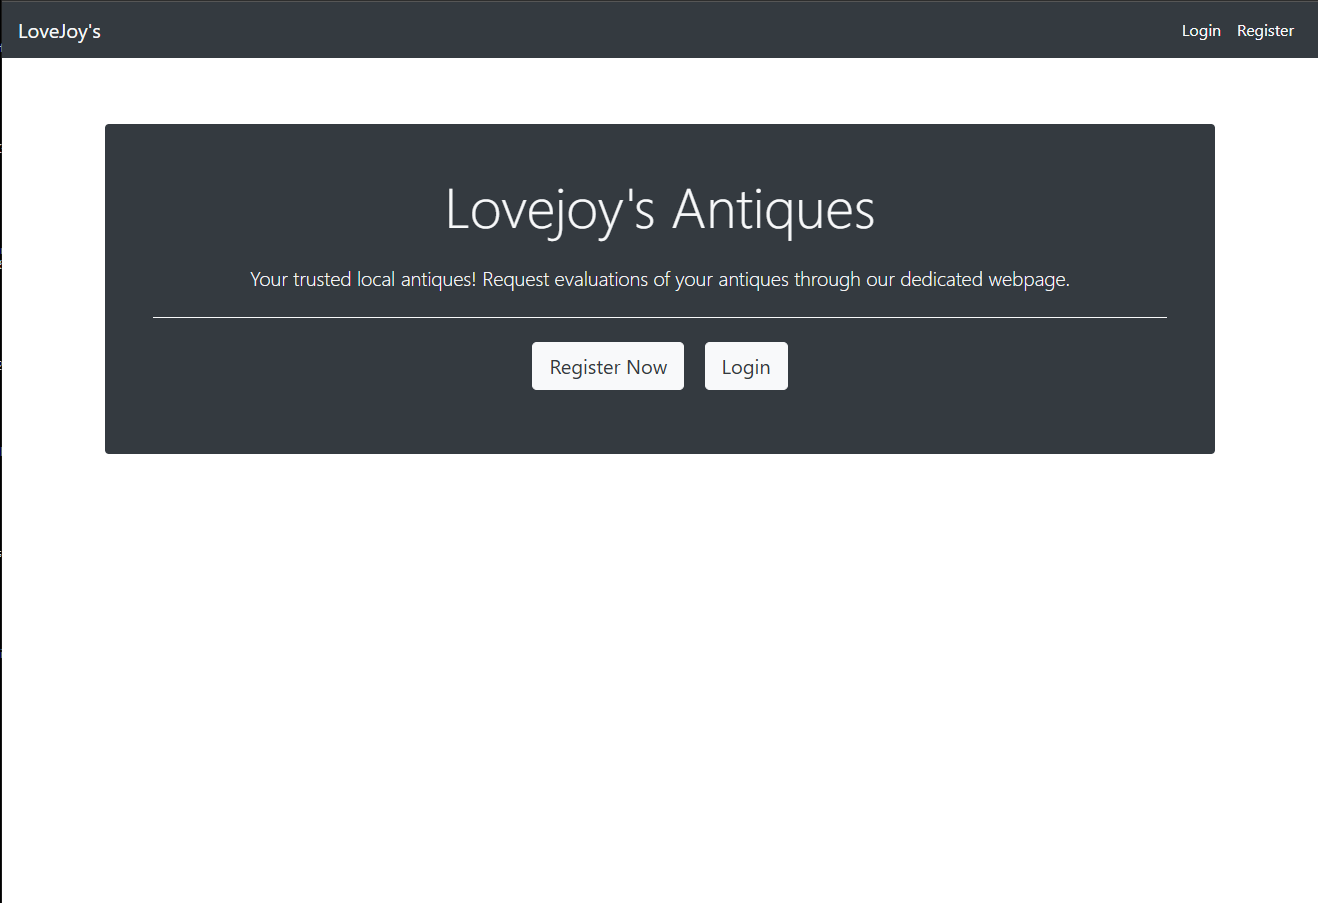 LoveJoy's
Login Register
Lovejoy's Antiques
Your trusted local antiques! Request evaluations of your antiques through our dedicated webpage.
Register Now Login